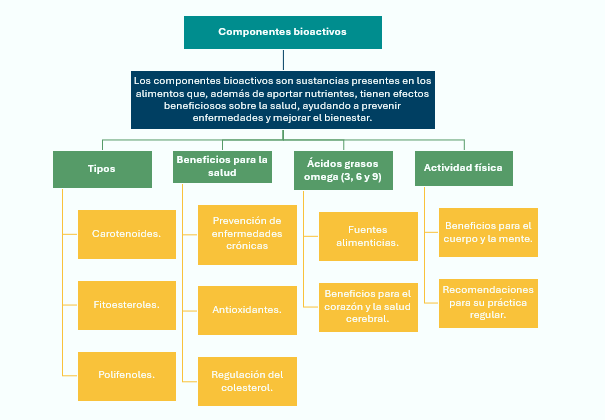 Componentes bioactivos
Los componentes bioactivos son sustancias presentes en los
alimentos que, además de aportar nutrientes, tienen efectos
beneficiosos sobre la salud, ayudando a prevenir
enfermedades y mejorar el bienestar.
Tipos
Carotenoides.
Fitoesteroles.
Polifenoles.
Beneficios para la
salud
Prevención de
enfermedades
crónicas
Antioxidantes.
Regulación del
colesterol.
Ácidos grasos
omega (3, 6 y 9)
Fuentes
alimenticias.
Beneficios para el
corazón y la salud
cerebral.
Actividad física
Beneficios para el
cuerpo y la mente.
Recomendaciones
para su práctica
regular.